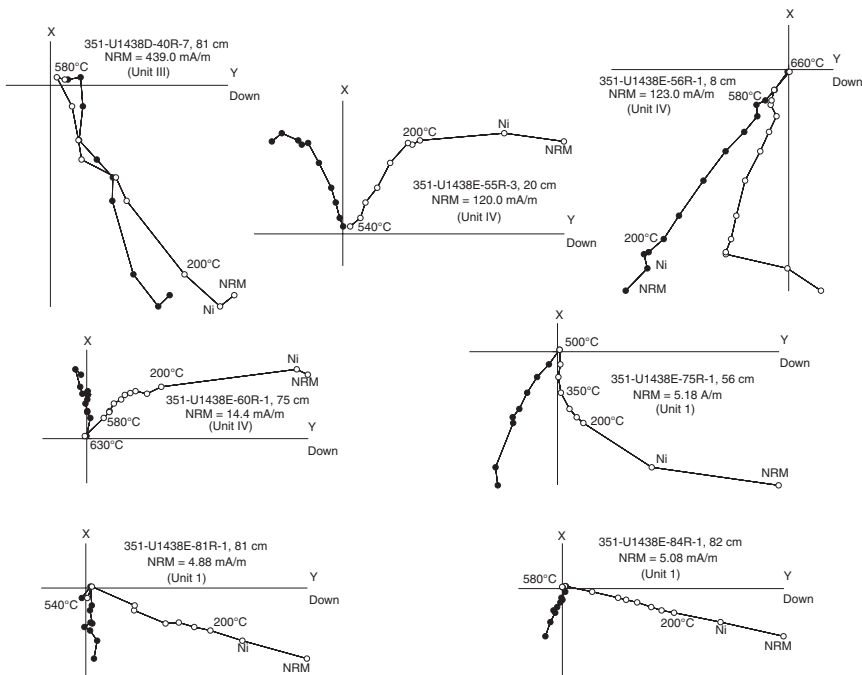 X
351-U1438D-40R-7, 81 cm
NRM = 439.0 mA/m
(Unit III)
580°C
Y
Down
200°C
NRM
Ni
X
200°C
Ni
NRM
351-U1438E-55R-3, 20 cm
NRM = 120.0 mA/m
(Unit IV)
540°C
Y
Down
X
660°C
Y
Down
351-U1438E-56R-1, 8 cm
NRM = 123.0 mA/m
(Unit IV)
580°C
200°C
Ni
NRM
X
200°C
Ni
NRM
351-U1438E-60R-1, 75 cm
NRM = 14.4 mA/m
(Unit IV)
580°C
630°C
Y
Down
X
500°C
Y
Down
351-U1438E-75R-1, 56 cm
NRM = 5.18 A/m
(Unit 1)
350°C
200°C
Ni
NRM
X
351-U1438E-81R-1, 81 cm
NRM = 4.88 mA/m
(Unit 1)
Y
Down
540°C
200°C
Ni
NRM
X
351-U1438E-84R-1, 82 cm
NRM = 5.08 mA/m
(Unit 1)
580°C
Y
Down
200°C
Ni
NRM